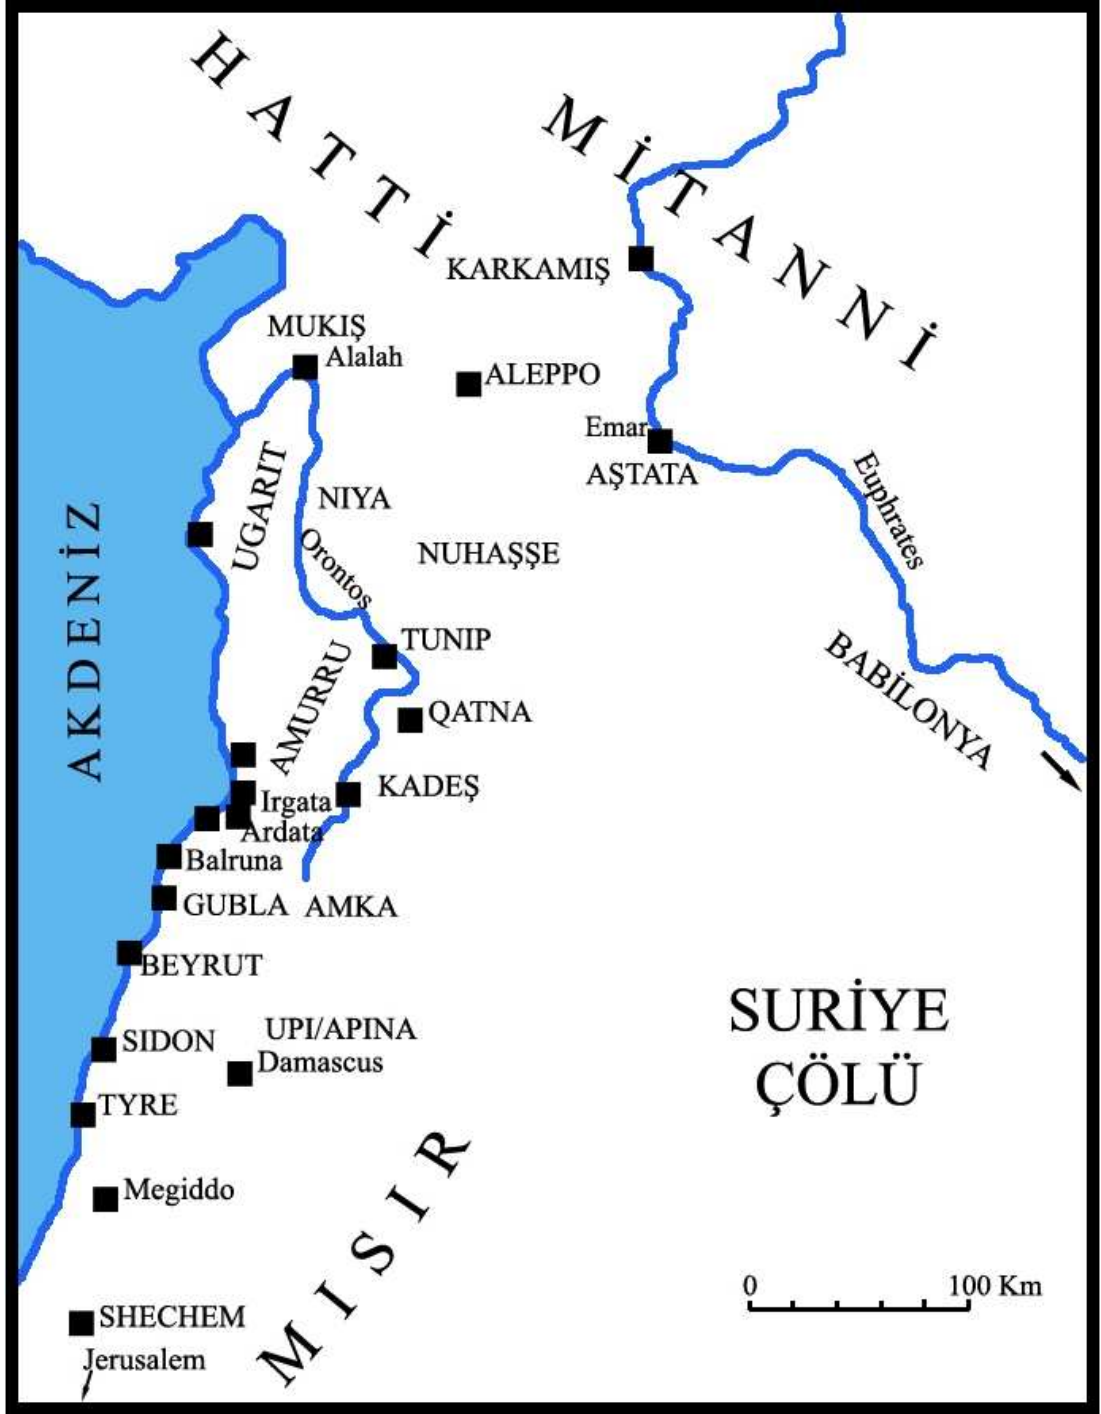 HATTİ
MİTANNİ
KARKAMIŞ
MUKIŞ
Alalah
ALEPPO
Emar
AŞTATA
Euphrates
UGARIT
NIYA
Orontos
NUHAŞŞE
AKDENİZ
TUNIP
BABİLONYA
AMURRU
QATNA
KADEŞ
Irgata
Ardata
Balruna
GUBLA
AMKA
BEYRUT
SURİYE
ÇÖLÜ
SIDON
UPI/APINA
Damascus
TYRE
Megiddo
MISIR
0
100 Km
SHECHEM
Jerusalem